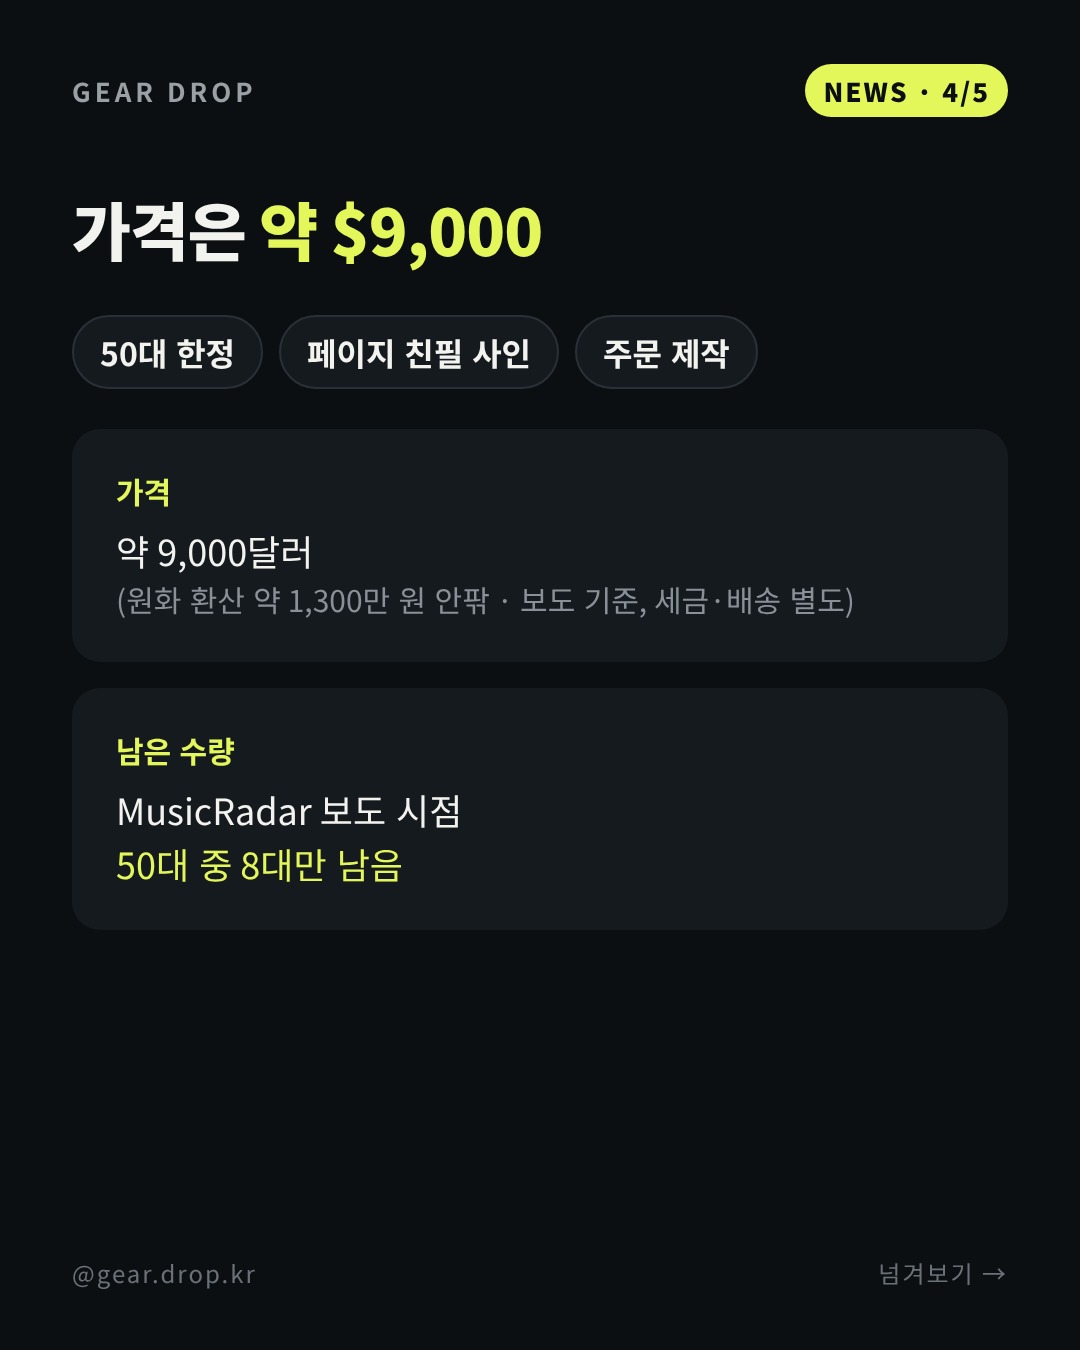 GEAR DROP
NEWS · 4/5
가격은 약 $9,000
50대 한정
페이지 친필 사인
주문 제작
가격
약 9,000달러
(원화 환산 약 1,300만 원 안팎 · 보도 기준, 세금·배송 별도)
남은 수량
MusicRadar 보도 시점
50대 중 8대만 남음
@gear.drop.kr
넘겨보기 →